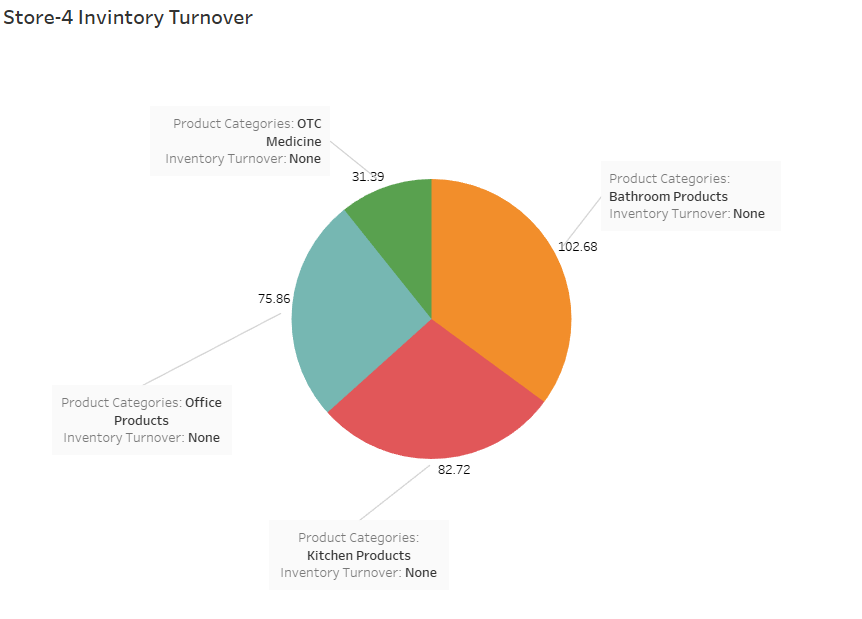 Store-4 Invintory Turnover
Product Categories: OTC
Medicine
Inventory Turnover: None
31.39
Product Categories:
Bathroom Products
Inventory Turnover: None
102.68
75.86
Product Categories: Office
Products
Inventory Turnover: None
82.72
Product Categories:
Kitchen Products
Inventory Turnover: None